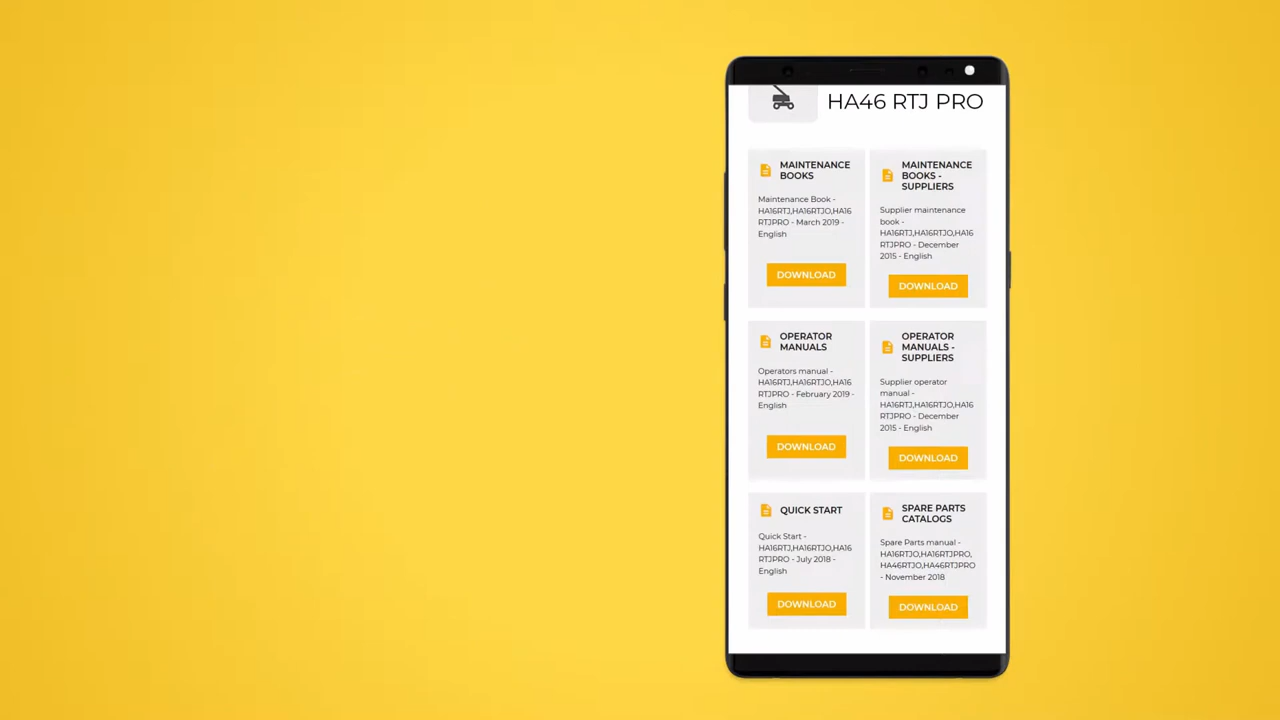 HA46 RTJ PRO
MAINTENANCE
BOOKS
Maintenance Book -
HA16RTJ,HA16RTJO,HA16
RTJPRO - March 2019 -
English
DOWNLOAD
MAINTENANCE
BOOKS -
SUPPLIERS
Supplier maintenance
book -
HA16RTJ,HA16RTJO,HA16
RTJPRO - December
2015 - English
DOWNLOAD
OPERATOR
MANUALS
Operators manual -
HA16RTJ,HA16RTJO,HA16
RTJPRO - February 2019 -
English
DOWNLOAD
OPERATOR
MANUALS -
SUPPLIERS
Supplier operator
manual -
HA16RTJ,HA16RTJO,HA16
RTJPRO - December
2015 - English
DOWNLOAD
QUICK START
Quick Start -
HA16RTJ,HA16RTJO,HA16
RTJPRO - July 2018 -
English
DOWNLOAD
SPARE PARTS
CATALOGS
Spare Parts manual -
HA16RTJO,HA16RTJPRO,
HA46RTJO,HA46RTJPRO
- November 2018
DOWNLOAD